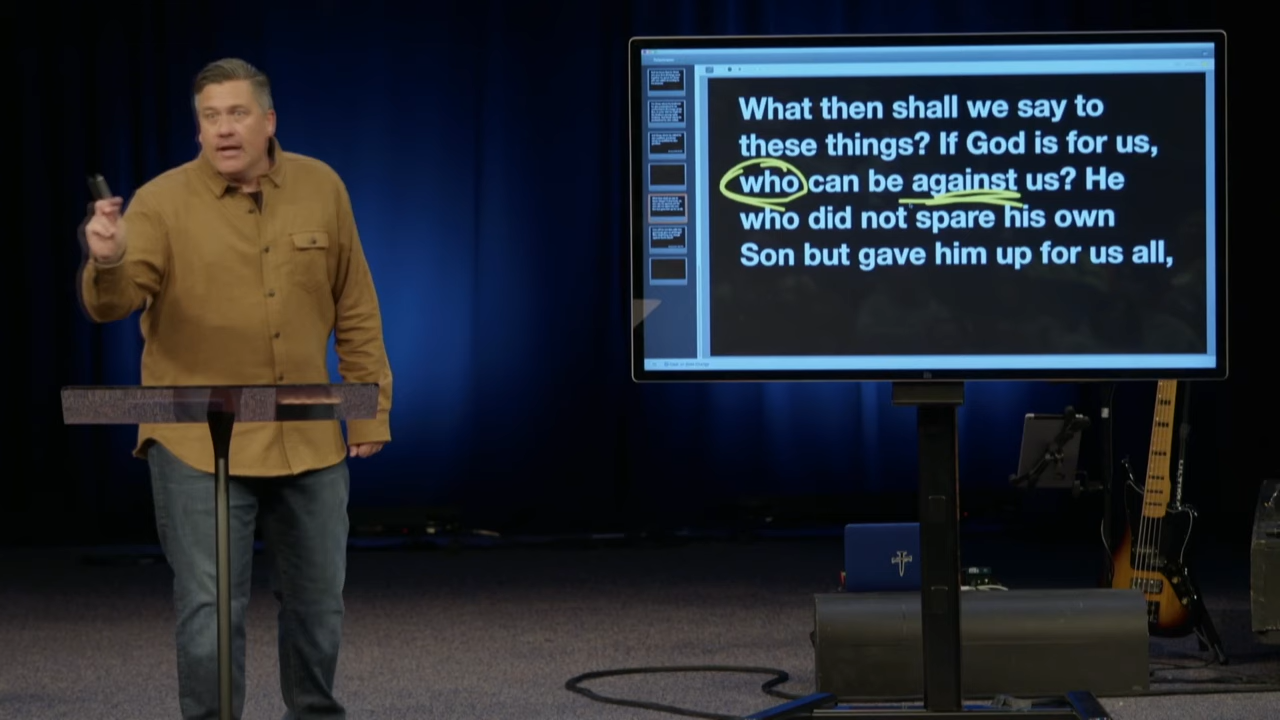 What then shall we say to
these things? If God is for us,
who can be against us? He
who did not spare his own
Son but gave him up for us all,